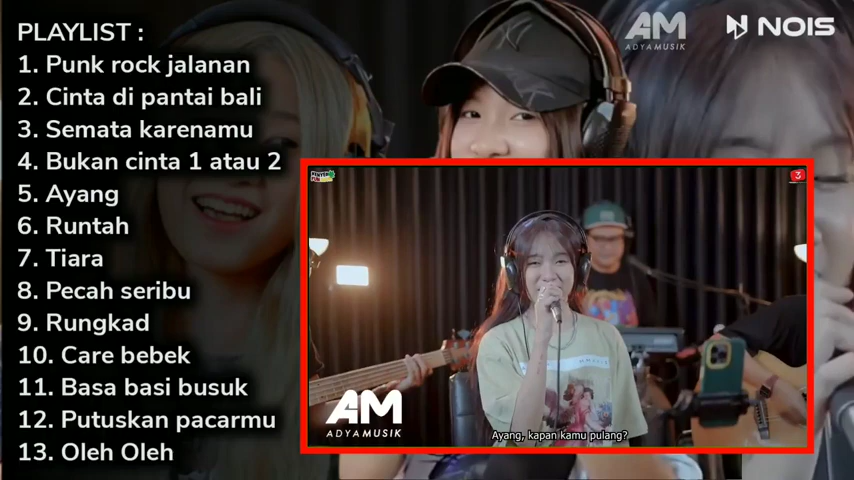 PLAYLIST :
1. Punk rock jalanan
2. Cinta di pantai bali
3. Semata karenamu
4. Bukan cinta 1 atau 2
5. Ayang
6. Runtah
7. Tiara
8. Pecah seribu
9. Rungkad
10. Care bebek
11. Basa basi busuk
12. Putuskan pacarmu
13. Oleh Oleh
AM
ADYAMUSIK
NOIS
3
AM
ADYAMUSIK
Ayang, kapan kamu pulang?